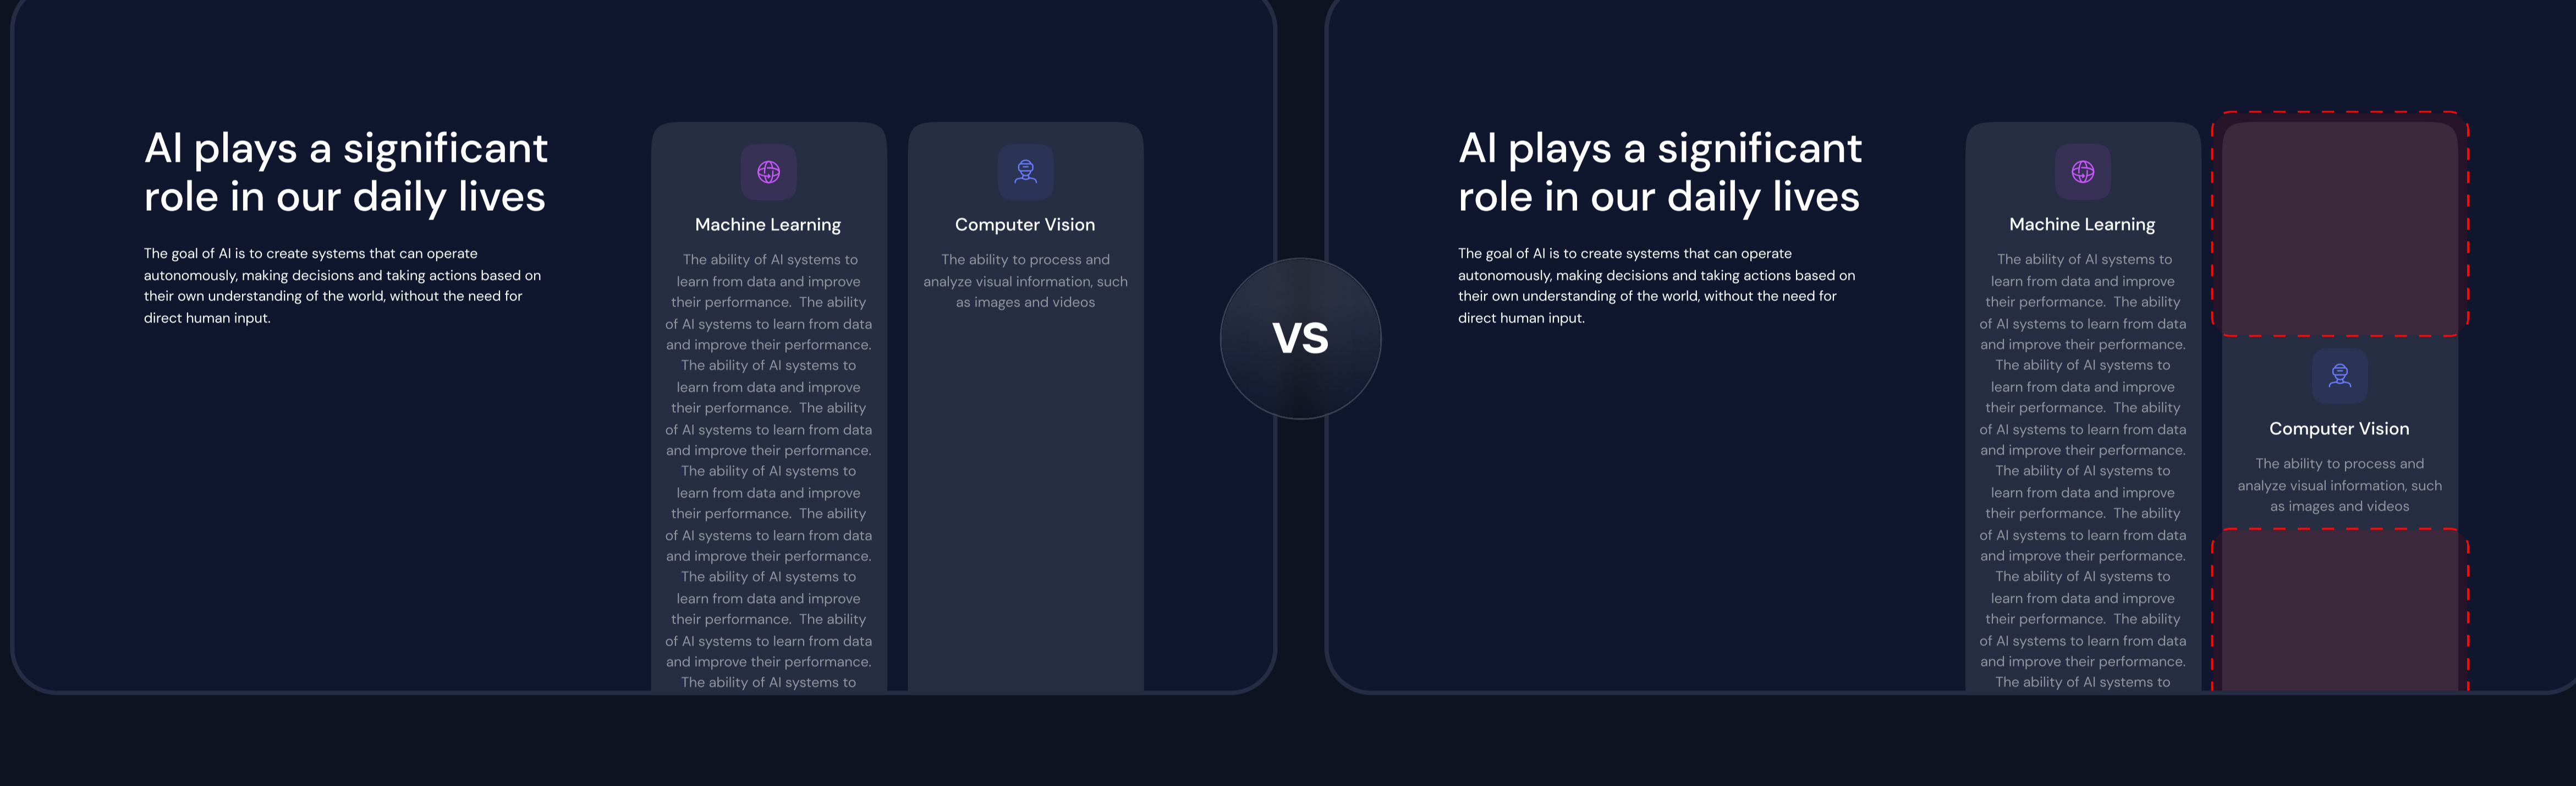 AI plays a significant
role in our daily lives
The goal of AI is to create systems that can operate
autonomously, making decisions and taking actions based on
their own understanding of the world, without the need for
direct human input.
Machine Learning
The ability of AI systems to
learn from data and improve
their performance.  The ability
of AI systems to learn from data
and improve their performance.
The ability of AI systems to
learn from data and improve
their performance.  The ability
of AI systems to learn from data
and improve their performance.
The ability of AI systems to
learn from data and improve
their performance.  The ability
of AI systems to learn from data
and improve their performance.
The ability of AI systems to
learn from data and improve
their performance.  The ability
of AI systems to learn from data
and improve their performance.
The ability of AI systems to
Computer Vision
The ability to process and
analyze visual information, such
as images and videos
VS
AI plays a significant
role in our daily lives
The goal of AI is to create systems that can operate
autonomously, making decisions and taking actions based on
their own understanding of the world, without the need for
direct human input.
Machine Learning
The ability of AI systems to
learn from data and improve
their performance.  The ability
of AI systems to learn from data
and improve their performance.
The ability of AI systems to
learn from data and improve
their performance.  The ability
of AI systems to learn from data
and improve their performance.
The ability of AI systems to
learn from data and improve
their performance.  The ability
of AI systems to learn from data
and improve their performance.
The ability of AI systems to
learn from data and improve
their performance.  The ability
of AI systems to learn from data
and improve their performance.
The ability of AI systems to
Computer Vision
The ability to process and
analyze visual information, such
as images and videos